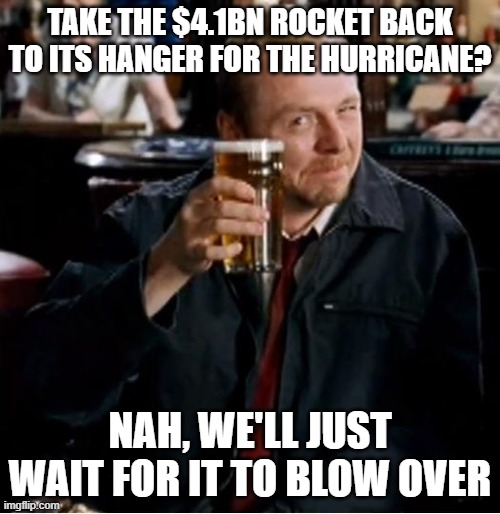 TAKE THE $4.1BN ROCKET BACK
TO ITS HANGER FOR THE HURRICANE?
NAH, WE'LL JUST
WAIT FOR IT TO BLOW OVER
imgflip.com